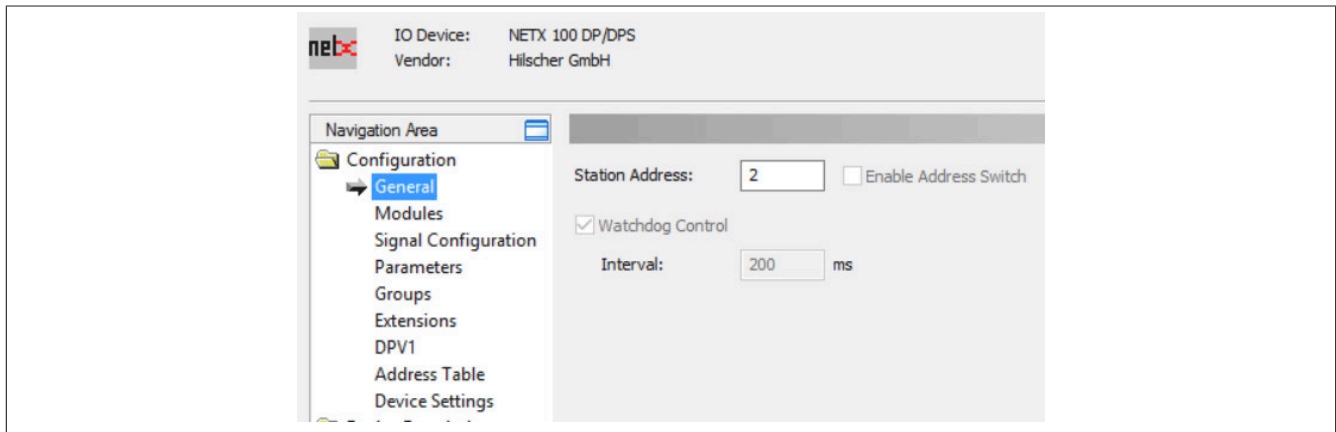 netx
IO Device: NETX 100 DP/DPS
Vendor: Hilscher GmbH
Navigation Area
Configuration
General
Modules
Signal Configuration
Parameters
Groups
Extensions
DPV1
Address Table
Device Settings
Station Address: 2 Enable Address Switch
Watchdog Control
Interval: 200 ms